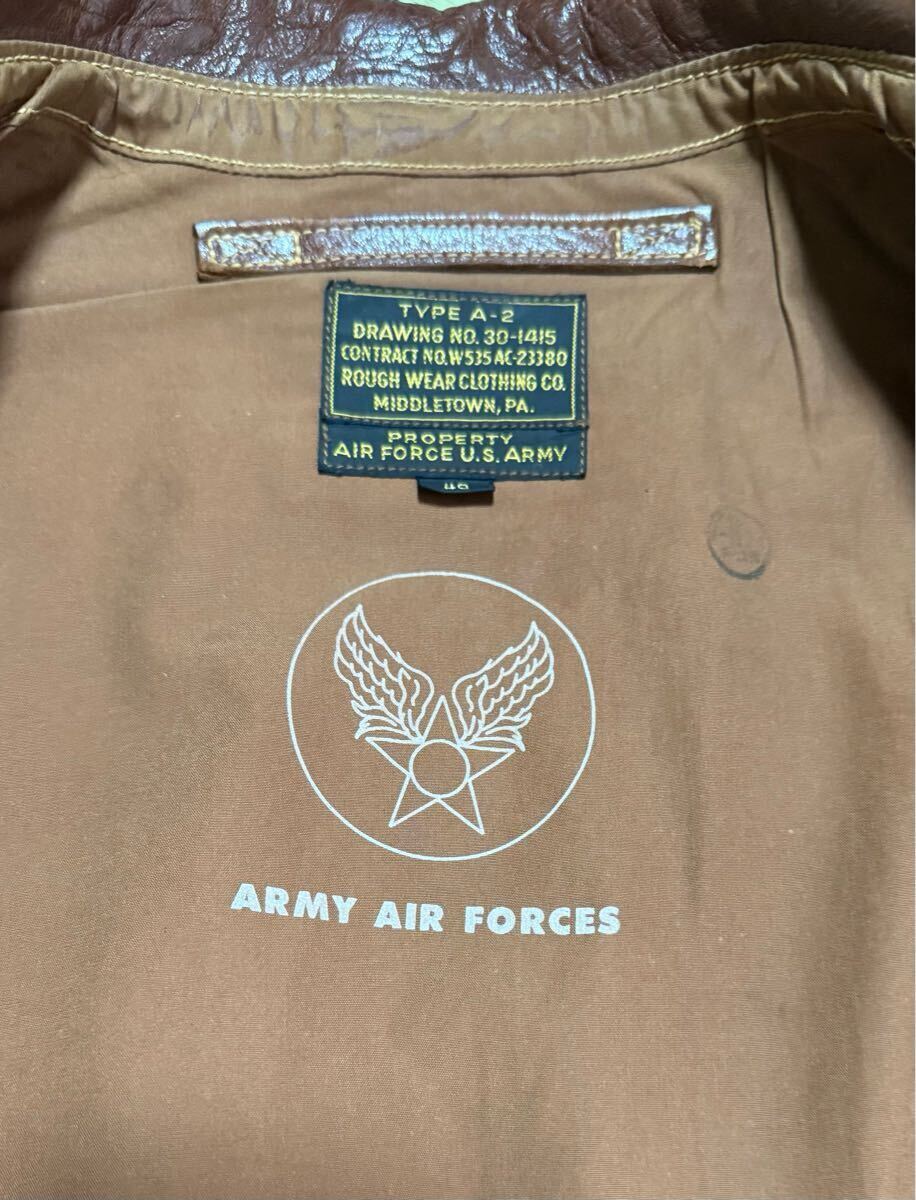 TYPE A-2
DRAWING NO. 30-1415
CONTRACT NO. W535 AC-23380
ROUGH WEAR CLOTHING CO.
MIDDLETOWN, PA.
PROPERTY
AIR FORCE U.S. ARMY
ARMY AIR FORCES